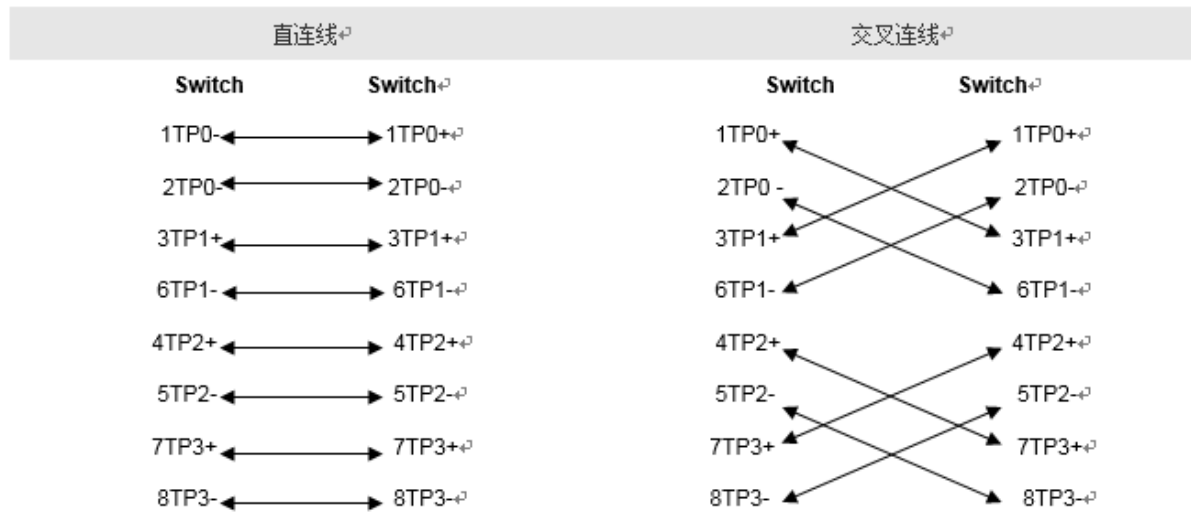 直连线↵ 交叉连线↵
Switch Switch↵ Switch Switch↵
1TP0- 1TP0+↵ 1TP0+ 1TP0+↵
2TP0- 2TP0-↵ 2TP0 - 2TP0-↵
3TP1+ 3TP1+↵ 3TP1+ 3TP1+↵
6TP1- 6TP1-↵ 6TP1- 6TP1-↵
4TP2+ 4TP2+↵ 4TP2+ 4TP2+↵
5TP2- 5TP2-↵ 5TP2- 5TP2-↵
7TP3+ 7TP3+↵ 7TP3+ 7TP3+↵
8TP3- 8TP3-↵ 8TP3- 8TP3-↵